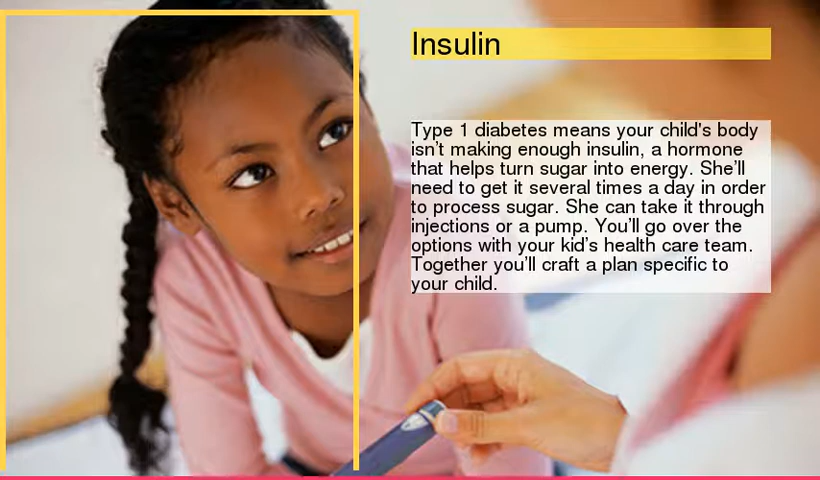 Insulin
Type 1 diabetes means your child's body
isn’t making enough insulin, a hormone
that helps turn sugar into energy. She’ll
need to get it several times a day in order
to process sugar. She can take it through
injections or a pump. You’ll go over the
options with your kid’s health care team.
Together you’ll craft a plan specific to
your child.